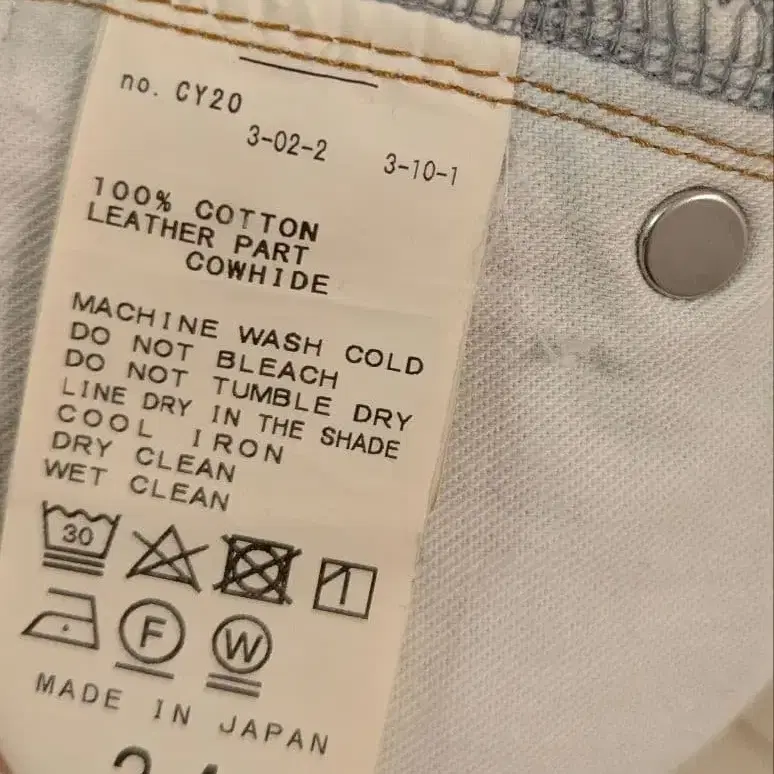 no. CY20
3-02-2 3-10-1
100% COTTON
LEATHER PART
COWHIDE
MACHINE WASH COLD
DO NOT BLEACH
DO NOT TUMBLE DRY
LINE DRY IN THE SHADE
COOL IRON
DRY CLEAN
WET CLEAN
30
F W
MADE IN JAPAN